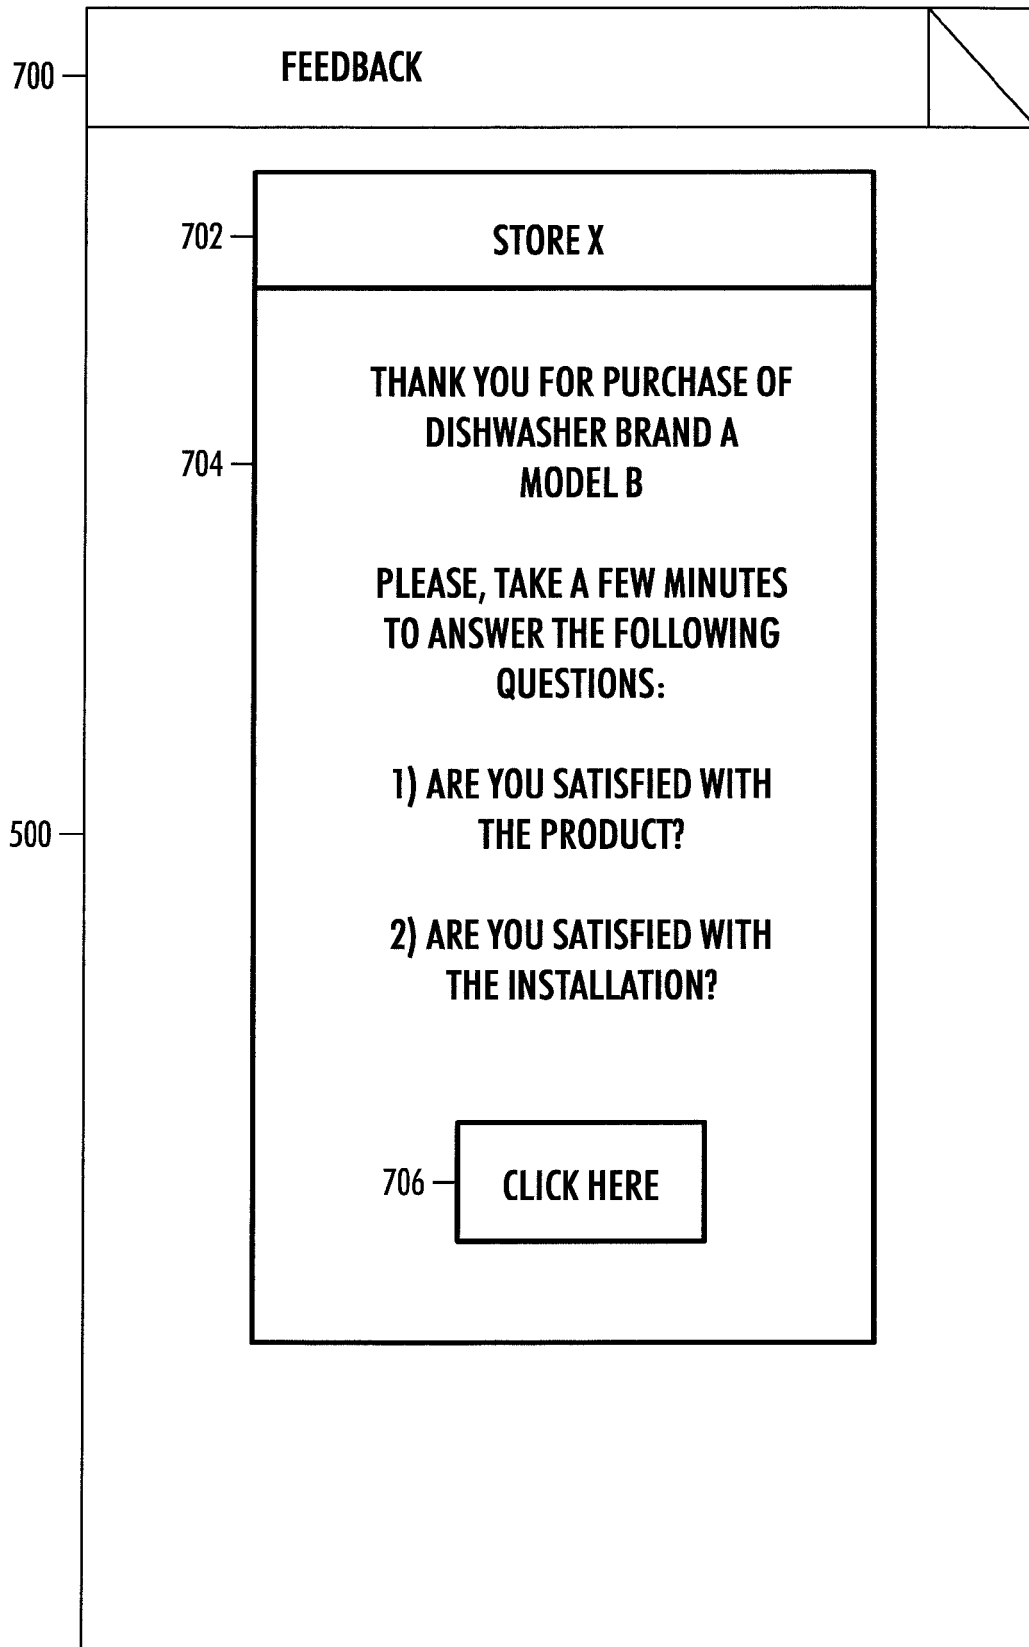 700
FEEDBACK
702
STORE X
THANK YOU FOR PURCHASE OF
DISHWASHER BRAND A
704
MODEL B
PLEASE, TAKE A FEW MINUTES
TO ANSWER THE FOLLOWING
QUESTIONS:
1) ARE YOU SATISFIED WITH
500
THE PRODUCT?
2) ARE YOU SATISFIED WITH
THE INSTALLATION?
706
CLICK HERE